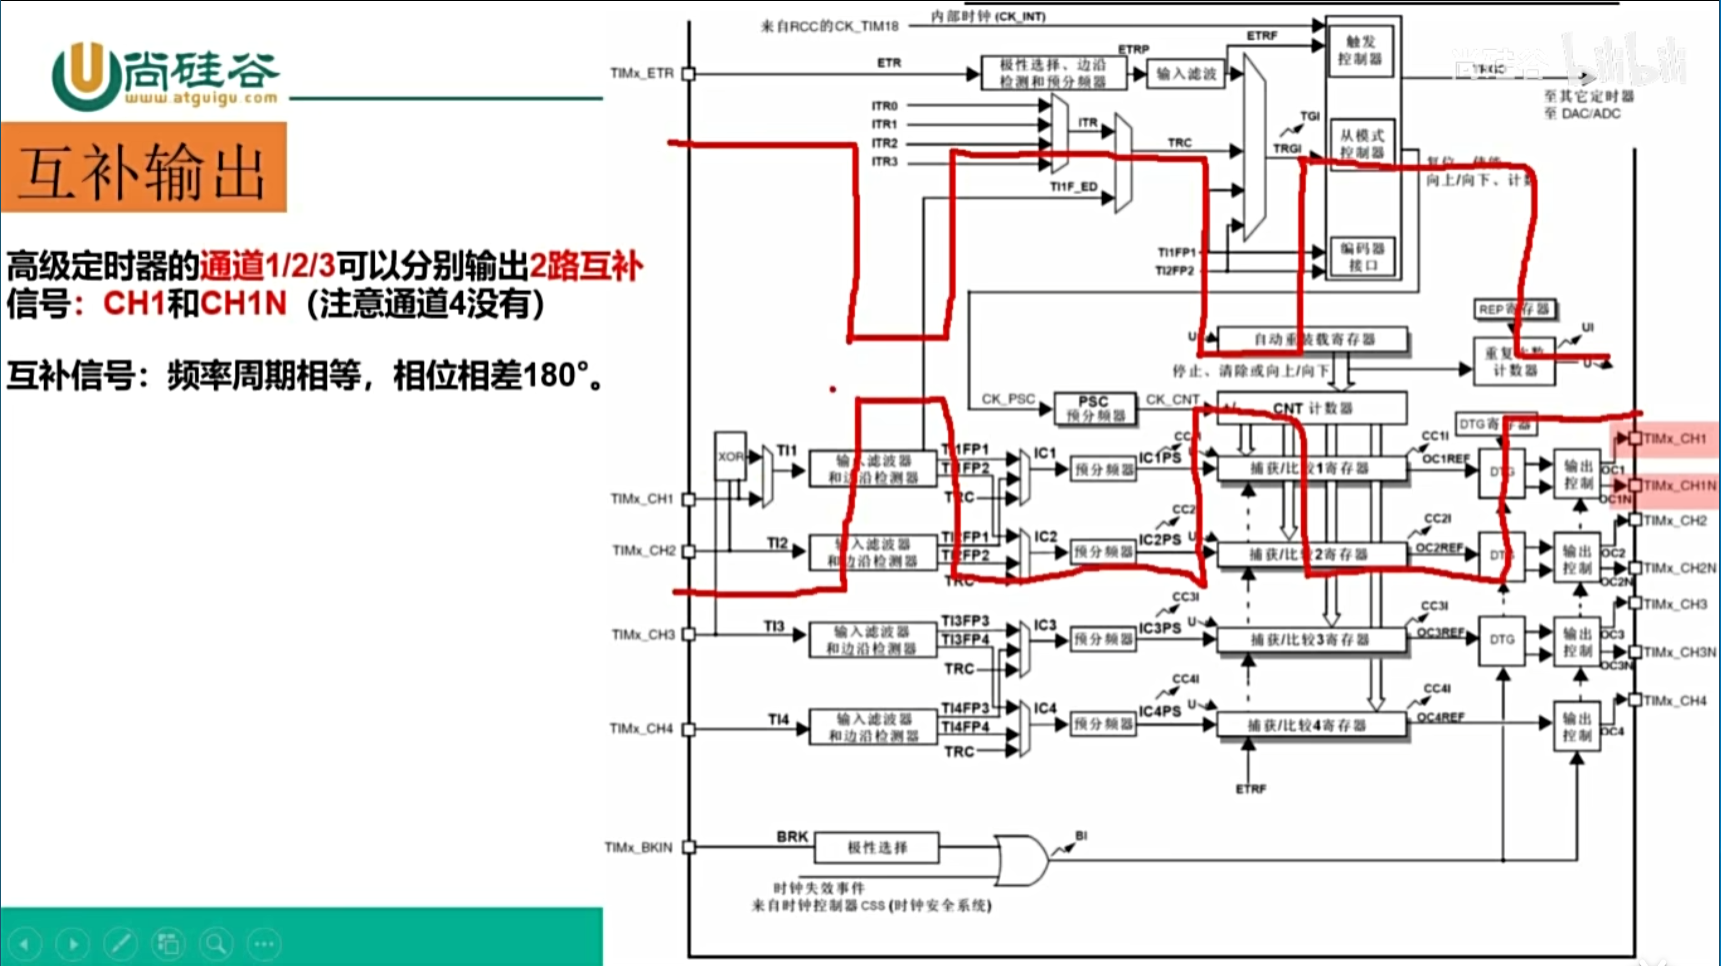 尚硅谷
www.atguigu.com
互补输出
高级定时器的通道1/2/3可以分别输出2路互补
信号：CH1和CH1N（注意通道4没有）
互补信号：频率周期相等，相位相差180°。
来自RCC的CK_TIM18
内部时钟 (CK_INT)
ETRF
触发
控制器
TIMx_ETR
ETR
极性选择、边沿
检测和预分频器
ETRP
输入滤波
尚硅谷
bilibili
至其它定时器
至 DAC/ADC
ITR0
ITR1
ITR2
ITR3
ITR
TRC
TI1F_ED
TGI
TRGI
从模式
控制器
向上/向下、计数
TI1FP1
TI2FP2
编码器
接口
REP寄存器
U
自动重装载寄存器
停止、清除或向上/向下
UI
U
计数器
CK_PSC
PSC
预分频器
CK_CNT
CNT 计数器
DTG寄存器
XOR
TI1
输入滤波器
和边沿检测器
TI1FP1
TI1FP2
TRC
IC1
预分频器
IC1PS
捕获/比较1寄存器
CC1I
OC1REF
DTG
输出
控制
OC1
OC1N
TIMx_CH1
TIMx_CH1N
TIMx_CH1
TIMx_CH2
TI2
输入滤波器
和边沿检测器
TI2FP1
TI2FP2
TRC
IC2
预分频器
IC2PS
U
捕获/比较2寄存器
CC2I
OC2REF
DTG
输出
控制
OC2
OC2N
TIMx_CH2
TIMx_CH2N
TIMx_CH3
TI3
输入滤波器
和边沿检测器
TI3FP3
TI3FP4
TRC
IC3
预分频器
CC3I
IC3PS
U
捕获/比较3寄存器
CC3I
OC3REF
DTG
输出
控制
OC3
OC3N
TIMx_CH3
TIMx_CH3N
TIMx_CH4
TI4
输入滤波器
和边沿检测器
TI4FP3
TI4FP4
TRC
IC4
预分频器
CC4I
IC4PS
U
捕获/比较4寄存器
CC4I
OC4REF
输出
控制
OC4
TIMx_CH4
ETRF
TIMx_BKIN
BRK
极性选择
BI
时钟失效事件
来自时钟控制器 CSS (时钟安全系统)